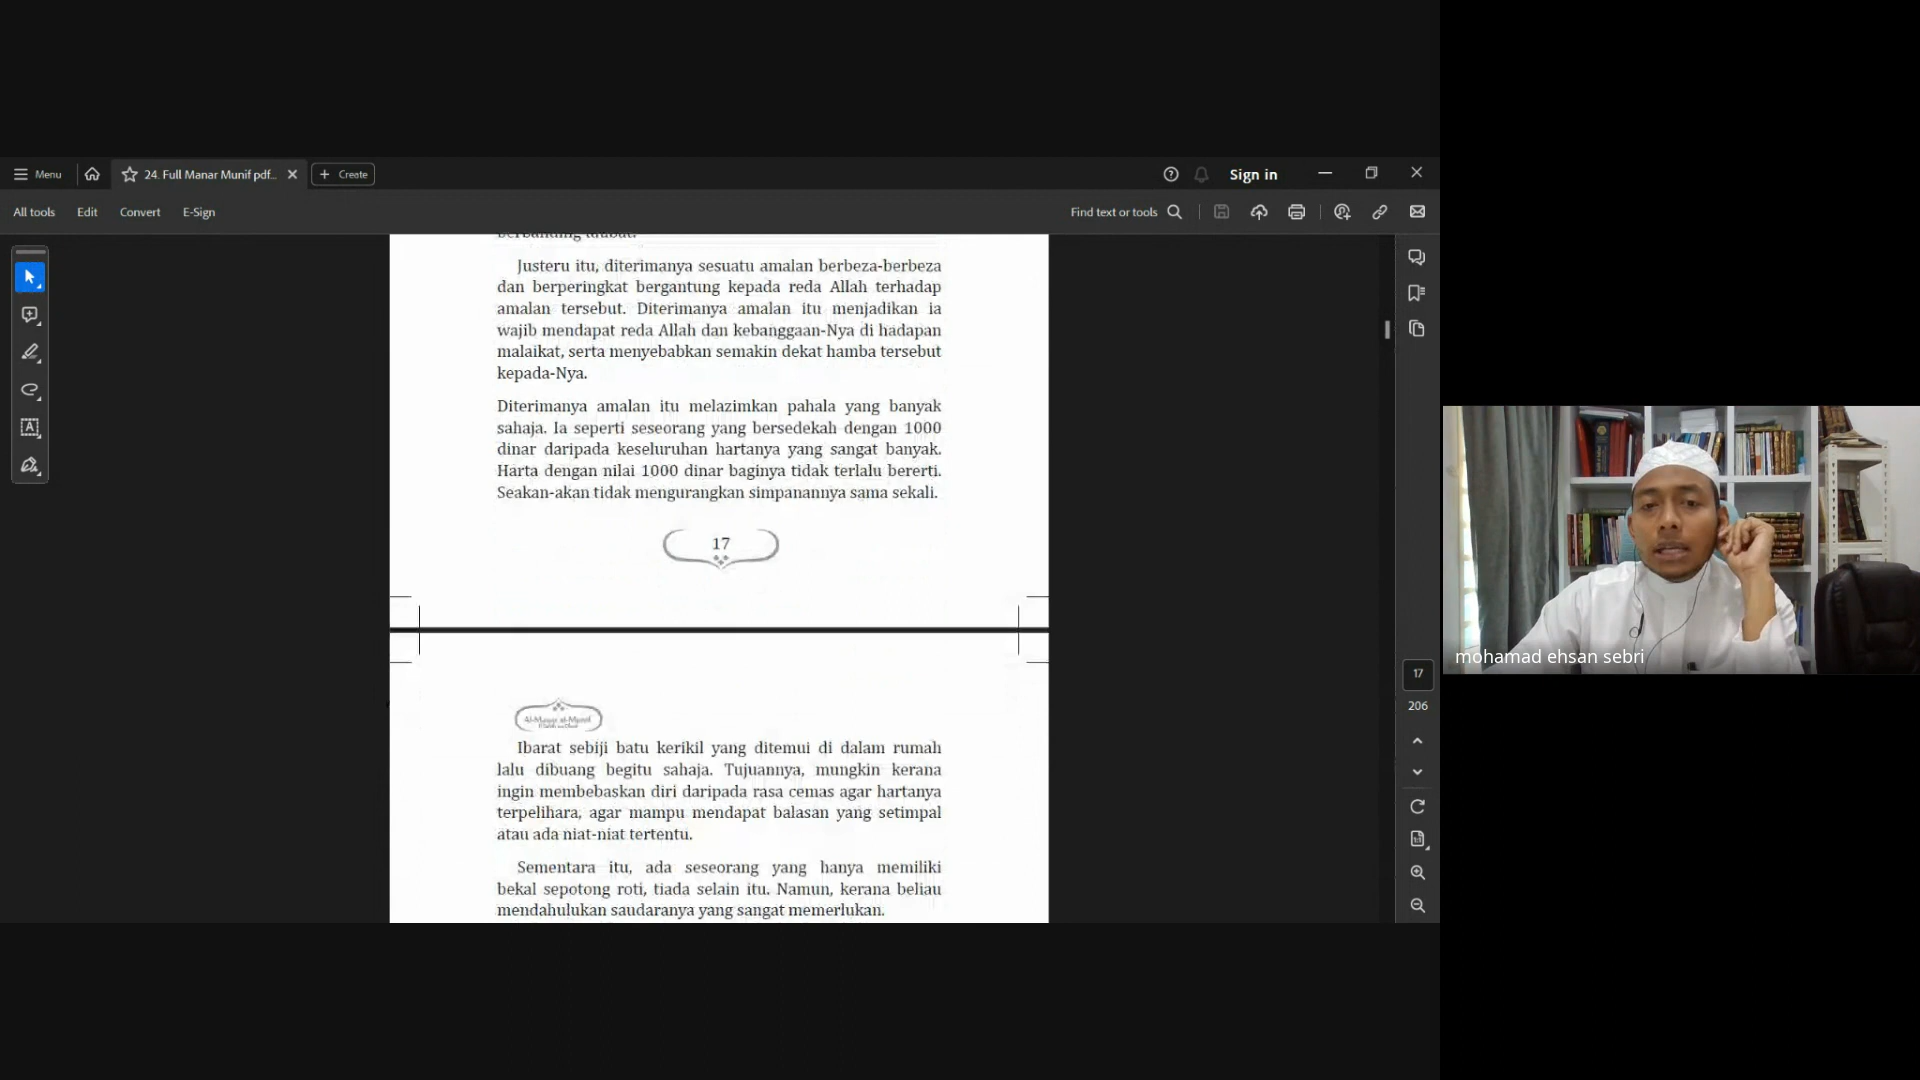 Menu
24. Full Manar Munif pdf...
Create
Sign in
All tools
Edit
Convert
E-Sign
Find text or tools
berbanding
Justeru itu, diterimanya sesuatu amalan berbeza-berbeza
dan berperingkat bergantung kepada reda Allah terhadap
amalan tersebut. Diterimanya amalan itu menjadikan ia
wajib mendapat reda Allah dan kebanggaan-Nya di hadapan
malaikat, serta menyebabkan semakin dekat hamba tersebut
kepada-Nya.
Diterimanya amalan itu melazimkan pahala yang banyak
sahaja. Ia seperti seseorang yang bersedekah dengan 1000
dinar daripada keseluruhan hartanya yang sangat banyak.
Harta dengan nilai 1000 dinar baginya tidak terlalu bererti.
Seakan-akan tidak mengurangkan simpanannya sama sekali.
17
Al-Manar al-Munif
Ibarat sebiji batu kerikil yang ditemui di dalam rumah
lalu dibuang begitu sahaja. Tujuannya, mungkin kerana
ingin membebaskan diri daripada rasa cemas agar hartanya
terpelihara, agar mampu mendapat balasan yang setimpal
atau ada niat-niat tertentu.
Sementara itu, ada seseorang yang hanya memiliki
bekal sepotong roti, tiada selain itu. Namun, kerana beliau
mendahulukan saudaranya yang sangat memerlukan.
17
206
mohamad ehsan sebri